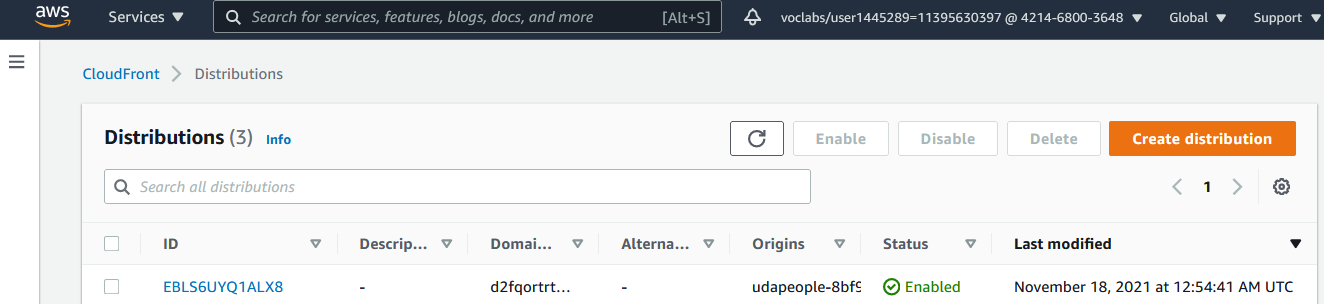 aws Services Search for services, features, blogs, docs, and more [Alt+S] voclabs/user1445289=11395630397 @ 4214-6800-3648 Global Support
CloudFront Distributions
Distributions (3) Info Enable Disable Delete Create distribution
Search all distributions 1
ID Descrip... Domai... Alterna... Origins Status Last modified
EBLS6UYQ1ALX8 - d2fqortrt... - udapeople-8bf9 Enabled November 18, 2021 at 12:54:41 AM UTC